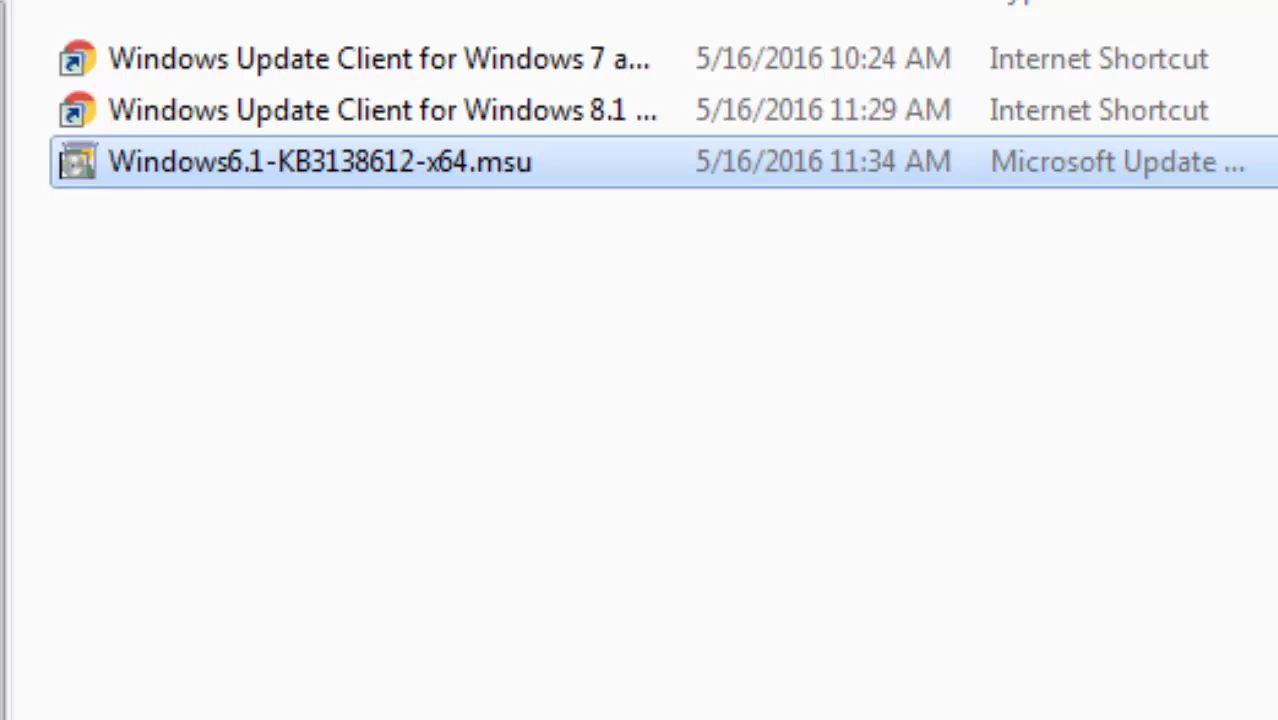 Windows Update Client for Windows 7 a... 5/16/2016 10:24 AM Internet Shortcut
Windows Update Client for Windows 8.1 ... 5/16/2016 11:29 AM Internet Shortcut
Windows6.1-KB3138612-x64.msu 5/16/2016 11:34 AM Microsoft Update ...